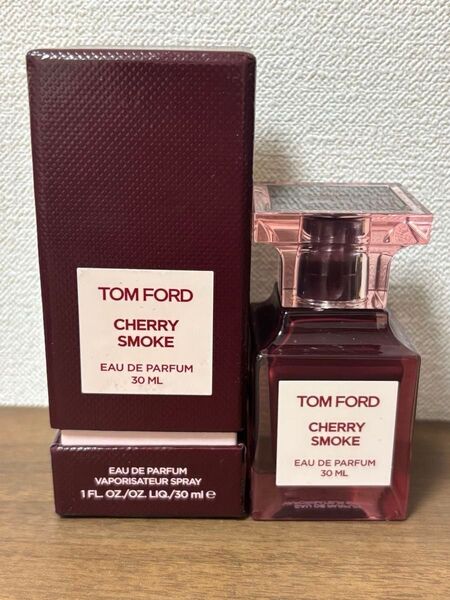 TOM FORD
CHERRY
SMOKE
EAU DE PARFUM
30 ML
EAU DE PARFUM
VAPORISATEUR SPRAY
1 FL. OZ./OZ. LIQ./30 ml ℮
TOM FORD
CHERRY
SMOKE
EAU DE PARFUM
30 ML